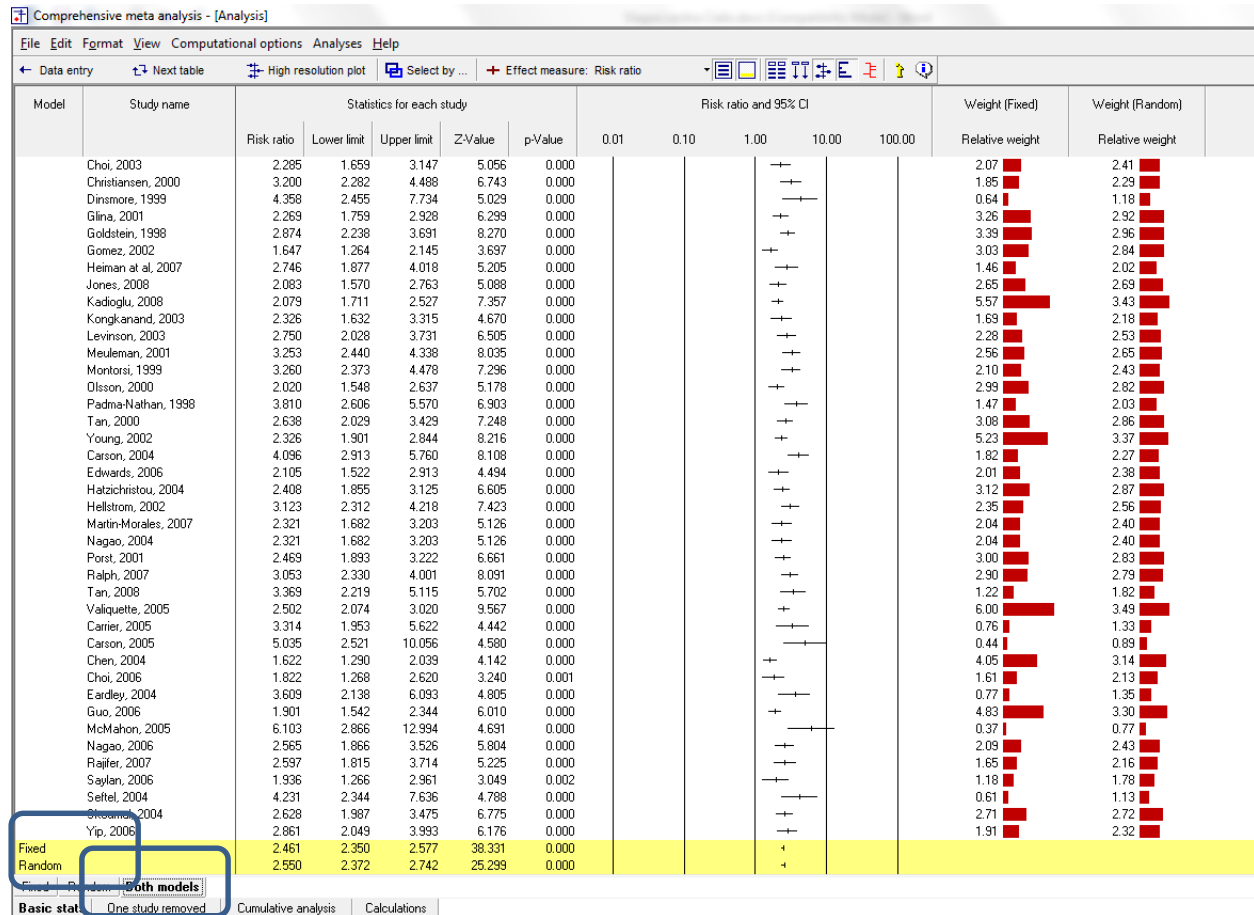 Comprehensive meta analysis - [Analysis]
File Edit Format View Computational options Analyses Help
← Data entry Next table High resolution plot Select by ... + Effect measure: Risk ratio
Model Study name Statistics for each study Risk ratio and 95% CI Weight (Fixed) Weight (Random)
Risk ratio Lower limit Upper limit Z-Value p-Value 0.01 0.10 1.00 10.00 100.00 Relative weight Relative weight
Choi, 2003 2.285 1.659 3.147 5.056 0.000 2.07 2.41
Christiansen, 2000 3.200 2.282 4.488 6.743 0.000 1.85 2.29
Dinsmore, 1999 4.358 2.455 7.734 5.029 0.000 0.64 1.18
Glina, 2001 2.269 1.759 2.928 6.299 0.000 3.26 2.92
Goldstein, 1998 2.874 2.238 3.691 8.270 0.000 3.39 2.96
Gomez, 2002 1.647 1.264 2.145 3.697 0.000 3.03 2.84
Heiman at al, 2007 2.746 1.877 4.018 5.205 0.000 1.46 2.02
Jones, 2008 2.083 1.570 2.763 5.088 0.000 2.65 2.69
Kadioglu, 2008 2.079 1.711 2.527 7.357 0.000 5.57 3.43
Kongkanand, 2003 2.326 1.632 3.315 4.670 0.000 1.69 2.18
Levinson, 2003 2.750 2.028 3.731 6.505 0.000 2.28 2.53
Meuleman, 2001 3.253 2.440 4.338 8.035 0.000 2.56 2.65
Montorsi, 1999 3.260 2.373 4.478 7.296 0.000 2.10 2.43
Olsson, 2000 2.020 1.548 2.637 5.178 0.000 2.99 2.82
Padma-Nathan, 1998 3.810 2.606 5.570 6.903 0.000 1.47 2.03
Tan, 2000 2.638 2.029 3.429 7.248 0.000 3.08 2.86
Young, 2002 2.326 1.901 2.844 8.216 0.000 5.23 3.37
Carson, 2004 4.096 2.913 5.760 8.108 0.000 1.82 2.27
Edwards, 2006 2.105 1.522 2.913 4.494 0.000 2.01 2.38
Hatzichristou, 2004 2.408 1.855 3.125 6.605 0.000 3.12 2.87
Hellstrom, 2002 3.123 2.312 4.218 7.423 0.000 2.35 2.56
Martin-Morales, 2007 2.321 1.682 3.203 5.126 0.000 2.04 2.40
Nagao, 2004 2.321 1.682 3.203 5.126 0.000 2.04 2.40
Porst, 2001 2.469 1.893 3.222 6.661 0.000 3.00 2.83
Ralph, 2007 3.053 2.330 4.001 8.091 0.000 2.90 2.79
Tan, 2008 3.369 2.219 5.115 5.702 0.000 1.22 1.82
Valiquette, 2005 2.502 2.074 3.020 9.567 0.000 6.00 3.49
Carrier, 2005 3.314 1.953 5.622 4.442 0.000 0.76 1.33
Carson, 2005 5.035 2.521 10.056 4.580 0.000 0.44 0.89
Chen, 2004 1.622 1.290 2.039 4.142 0.000 4.05 3.14
Choi, 2006 1.822 1.268 2.620 3.240 0.001 1.61 2.13
Eardley, 2004 3.609 2.138 6.093 4.805 0.000 0.77 1.35
Guo, 2006 1.901 1.542 2.344 6.010 0.000 4.83 3.30
McMahon, 2005 6.103 2.866 12.994 4.691 0.000 0.37 0.77
Nagao, 2006 2.565 1.866 3.526 5.804 0.000 2.09 2.43
Rajifer, 2007 2.597 1.815 3.714 5.225 0.000 1.65 2.16
Saylan, 2006 1.936 1.266 2.961 3.049 0.002 1.18 1.78
Seftel, 2004 4.231 2.344 7.636 4.788 0.000 0.61 1.13
2004 2.628 1.987 3.475 6.775 0.000 2.71 2.72
Yip, 2006 2.861 2.049 3.993 6.176 0.000 1.91 2.32
Fixed 2.461 2.350 2.577 38.331 0.000
Random 2.550 2.372 2.742 25.299 0.000
Fixed Random Both models
Basic stats One study removed Cumulative analysis Calculations